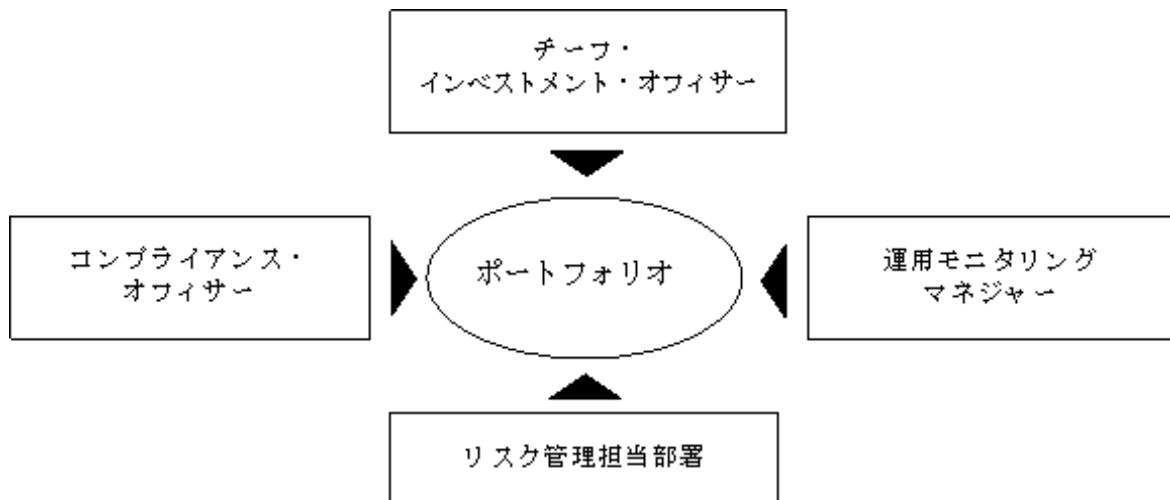 チーフ・
インベストメント・オフィサー
コンプライアンス・
オフィサー
ポートフォリオ
運用モニタリング
マネジャー
リスク管理担当部署